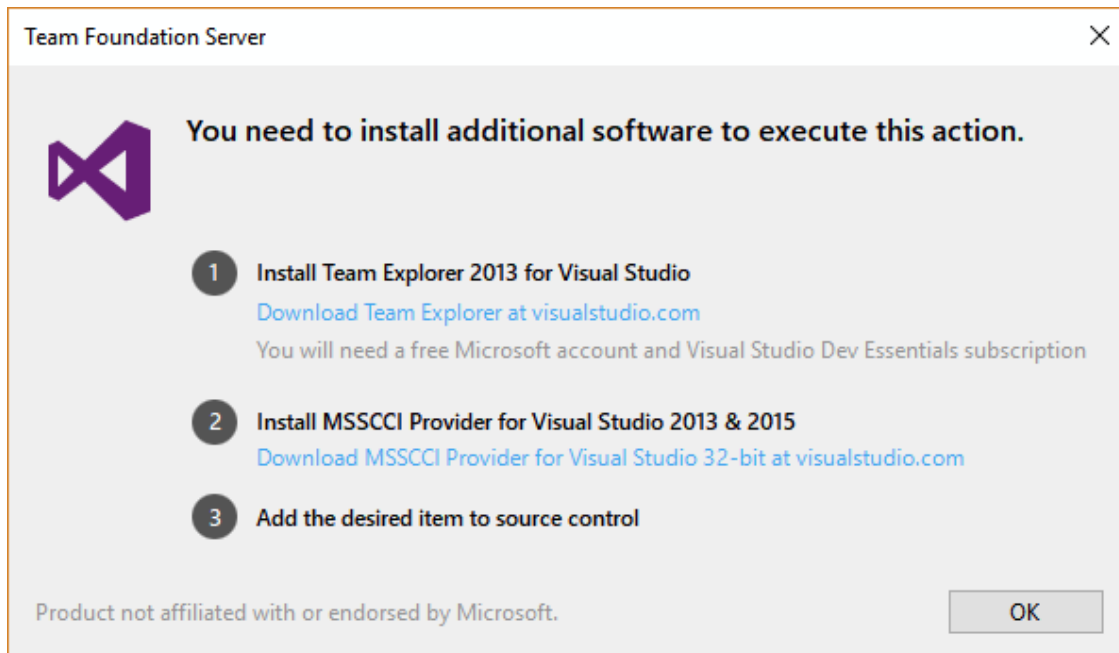 Team Foundation Server
You need to install additional software to execute this action.
1 Install Team Explorer 2013 for Visual Studio
Download Team Explorer at visualstudio.com
You will need a free Microsoft account and Visual Studio Dev Essentials subscription
2 Install MSSCCI Provider for Visual Studio 2013 & 2015
Download MSSCCI Provider for Visual Studio 32-bit at visualstudio.com
3 Add the desired item to source control
Product not affiliated with or endorsed by Microsoft.
OK